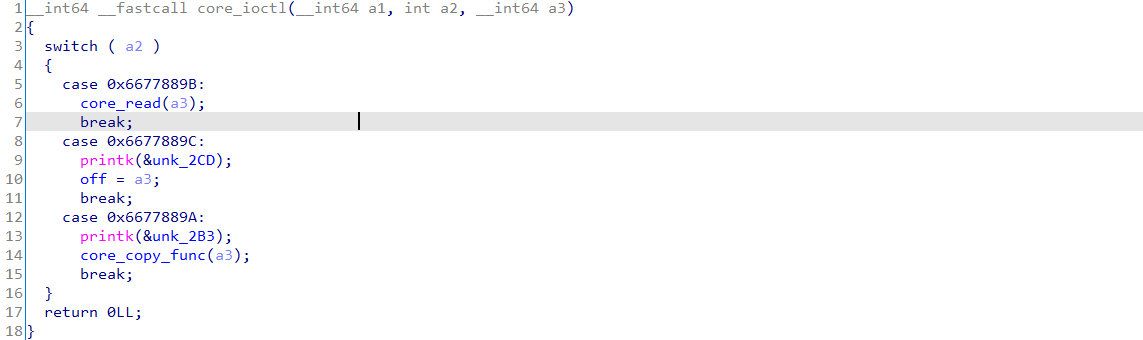 1 __int64 __fastcall core_ioctl(__int64 a1, int a2, __int64 a3)
2 {
3   switch ( a2 )
4   {
5     case 0x6677889B:
6       core_read(a3);
7       break;
8     case 0x6677889C:
9       printk(&unk_2CD);
10       off = a3;
11       break;
12     case 0x6677889A:
13       printk(&unk_2B3);
14       core_copy_func(a3);
15       break;
16   }
17   return 0LL;
18 }